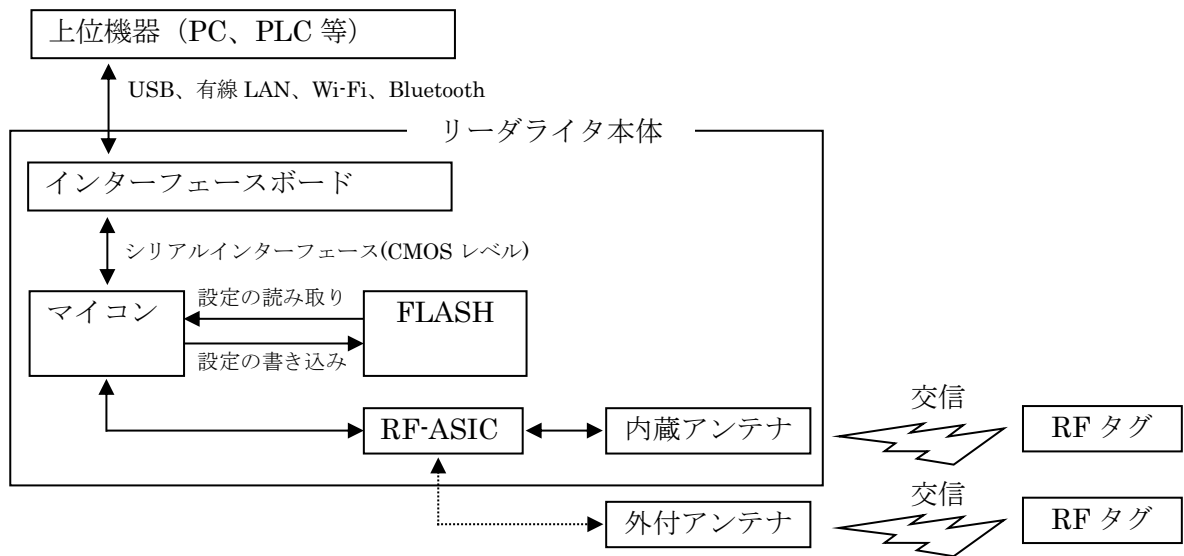 上位機器（PC、PLC 等）
USB、有線 LAN、Wi-Fi、Bluetooth
リーダライタ本体
インターフェースボード
シリアルインターフェース(CMOS レベル)
マイコン
設定の読み取り
FLASH
設定の書き込み
RF-ASIC
内蔵アンテナ
交信
RF タグ
外付アンテナ
交信
RF タグ